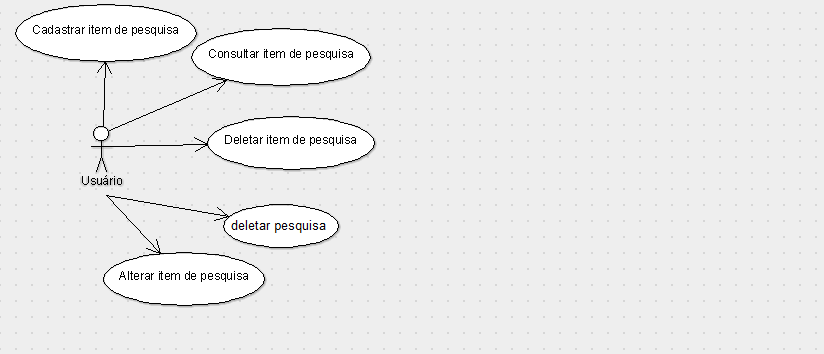 Cadastrar item de pesquisa
Consultar item de pesquisa
Deletar item de pesquisa
Usuário
deletar pesquisa
Alterar item de pesquisa